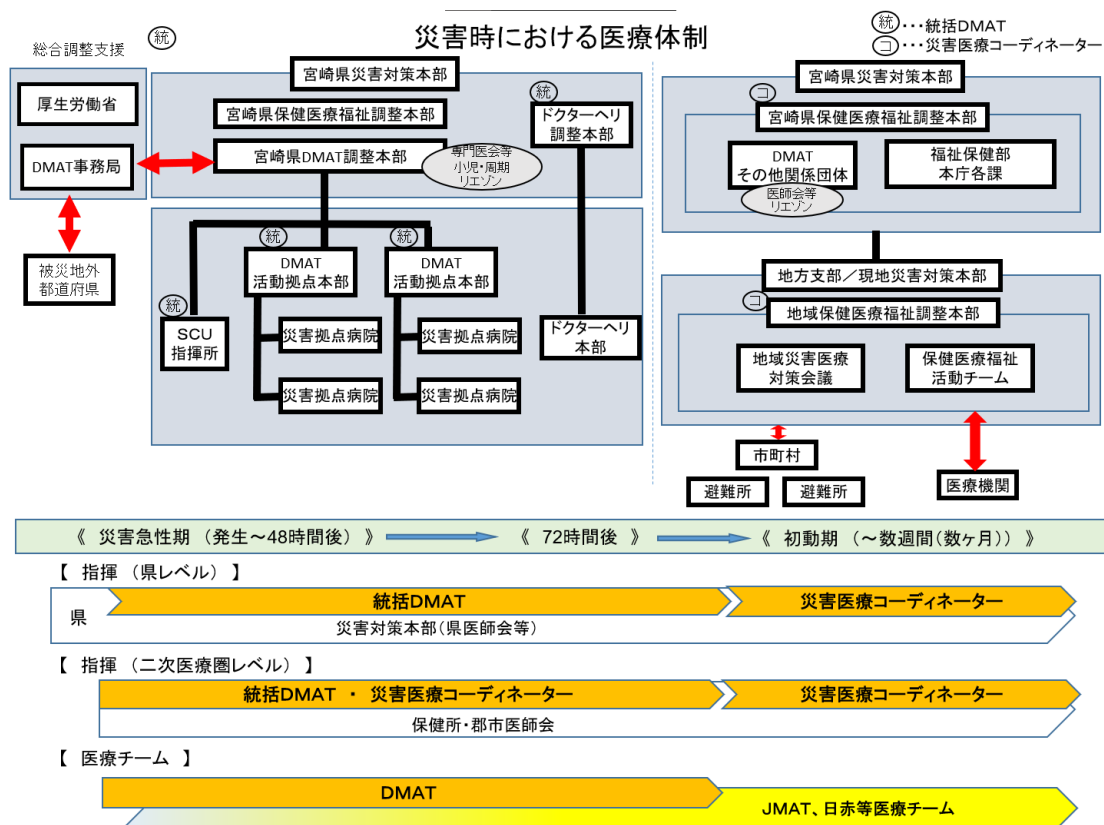 災害時における医療体制
統・・・統括DMAT
コ・・・災害医療コーディネーター
総合調整支援
統
厚生労働省
DMAT事務局
被災地外
都道府県
宮崎県災害対策本部
宮崎県保健医療福祉調整本部
宮崎県DMAT調整本部
専門医会等
小児・周期
リエゾン
統
ドクターヘリ
調整本部
統
DMAT
活動拠点本部
統
DMAT
活動拠点本部
統
SCU
指揮所
災害拠点病院
災害拠点病院
災害拠点病院
災害拠点病院
ドクターヘリ
本部
宮崎県災害対策本部
コ
宮崎県保健医療福祉調整本部
DMAT
その他関係団体
医師会等
リエゾン
福祉保健部
本庁各課
地方支部／現地災害対策本部
コ
地域保健医療福祉調整本部
地域災害医療
対策会議
保健医療福祉
活動チーム
市町村
避難所
避難所
医療機関
《 災害急性期 （発生～48時間後） 》 《 72時間後 》 《 初動期 （～数週間（数ヶ月）） 》
【 指揮 （県レベル） 】
県
統括DMAT
災害医療コーディネーター
災害対策本部（県医師会等）
【 指揮 （二次医療圏レベル） 】
統括DMAT ・ 災害医療コーディネーター
災害医療コーディネーター
保健所・郡市医師会
【 医療チーム 】
DMAT
JMAT、日赤等医療チーム